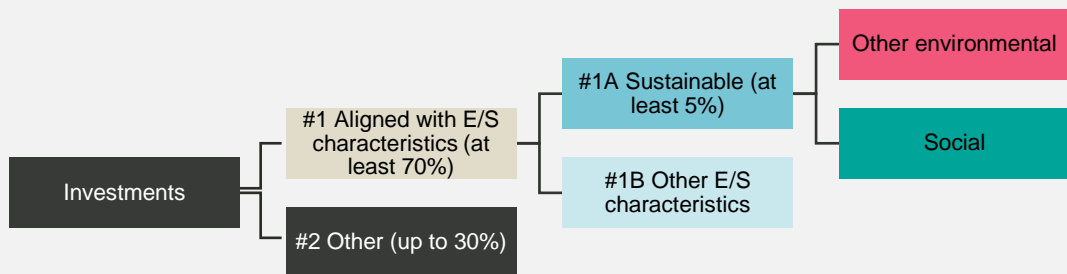 Investments
#1 Aligned with E/S
characteristics (at
least 70%)
#2 Other (up to 30%)
#1A Sustainable (at
least 5%)
#1B Other E/S
characteristics
Other environmental
Social